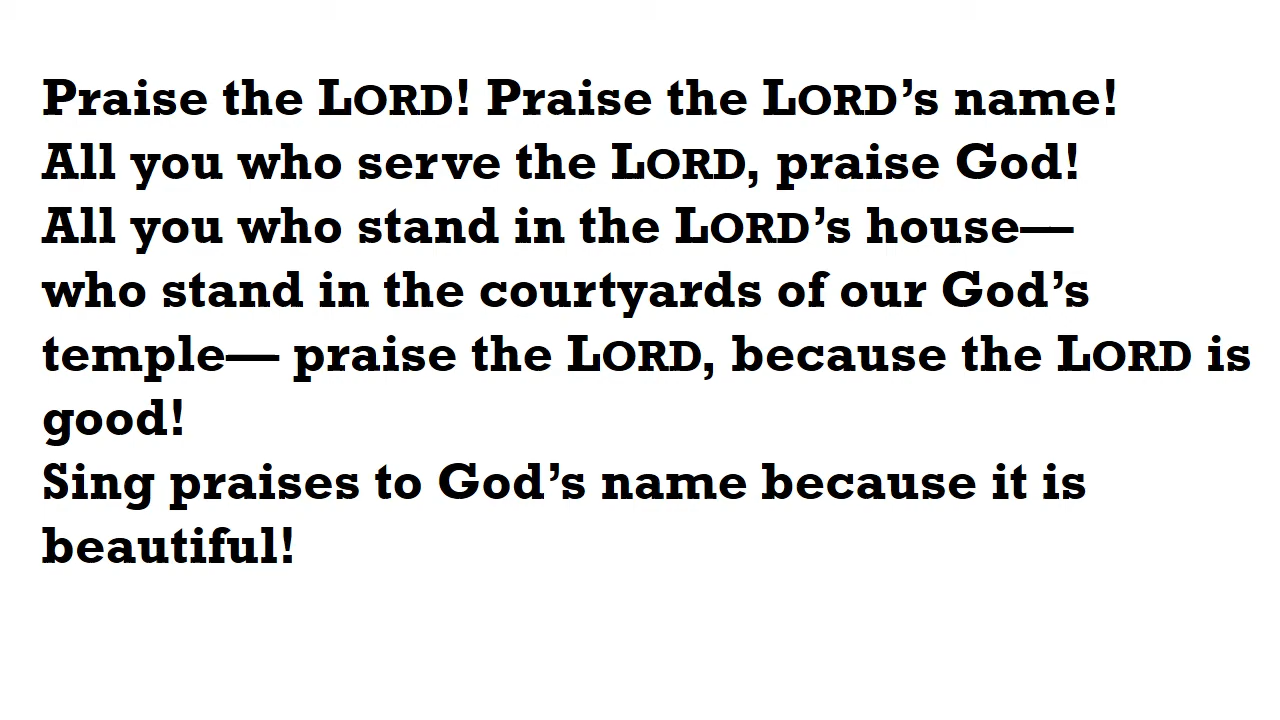 Praise the LORD! Praise the LORD’s name!
All you who serve the LORD, praise God!
All you who stand in the LORD’s house—
who stand in the courtyards of our God’s
temple— praise the LORD, because the LORD is
good!
Sing praises to God’s name because it is
beautiful!